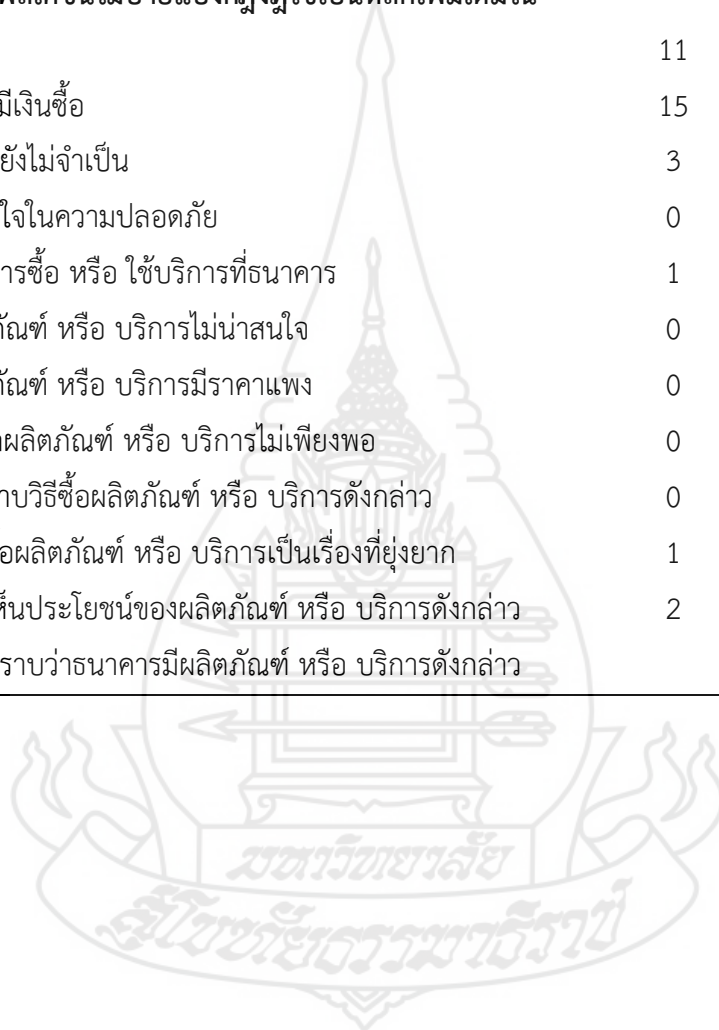 11
มีเงินซื้อ 15
ยังไม่จำเป็น 3
ใจในความปลอดภัย 0
การซื้อ หรือ ใช้บริการที่ธนาคาร 1
ภัณฑ์ หรือ บริการไม่น่าสนใจ 0
ภัณฑ์ หรือ บริการมีราคาแพง 0
ผลิตภัณฑ์ หรือ บริการไม่เพียงพอ 0
าบวิธีซื้อผลิตภัณฑ์ หรือ บริการดังกล่าว 0
อผลิตภัณฑ์ หรือ บริการเป็นเรื่องที่ยุ่งยาก 1
ห็นประโยชน์ของผลิตภัณฑ์ หรือ บริการดังกล่าว 2
ราบว่าธนาคารมีผลิตภัณฑ์ หรือ บริการดังกล่าว
มหาวิทยาลัย
สุโขทัยธรรมาธิราช